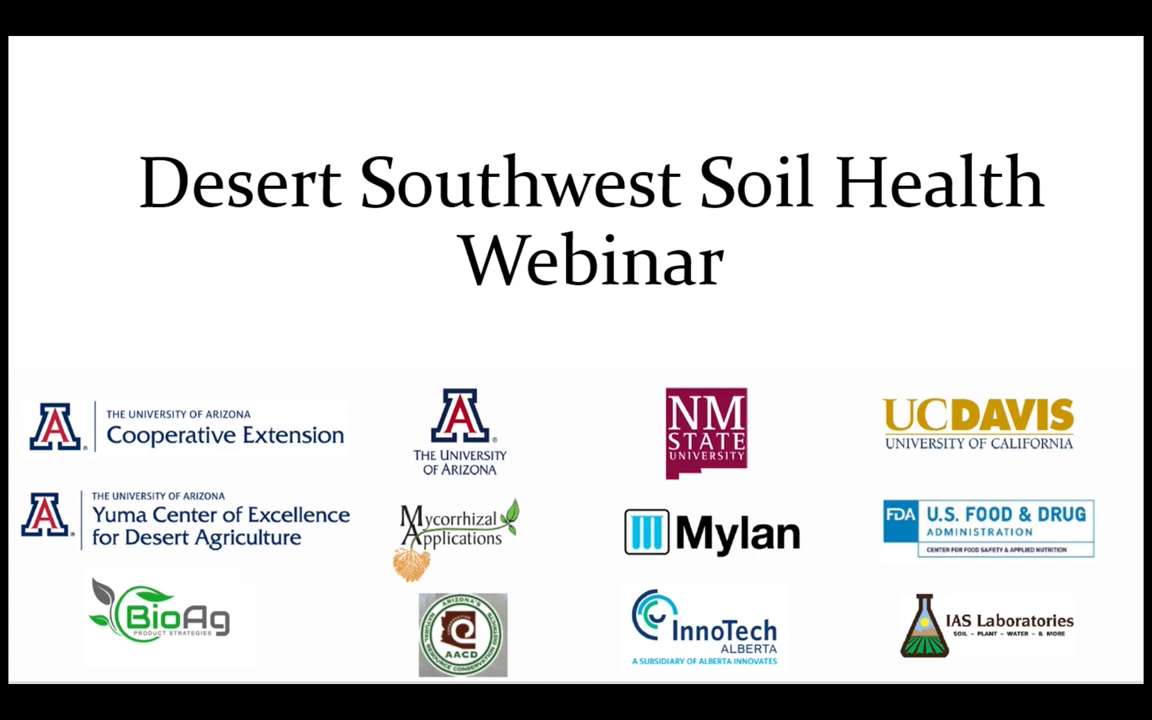 Desert Southwest Soil Health
Webinar
THE UNIVERSITY OF ARIZONA
Cooperative Extension
THE UNIVERSITY
OF ARIZONA
NM
STATE
UNIVERSITY
UCDAVIS
UNIVERSITY OF CALIFORNIA
THE UNIVERSITY OF ARIZONA
Yuma Center of Excellence
for Desert Agriculture
Mycorrhizal
Applications
Mylan
FDA U.S. FOOD & DRUG
ADMINISTRATION
CENTER FOR FOOD SAFETY & APPLIED NUTRITION
BioAg
PRODUCT STRATEGIES
ARIZONA'S
AACD
InnoTech
ALBERTA
A SUBSIDIARY OF ALBERTA INNOVATES
IAS Laboratories
SOIL – PLANT – WATER – & MORE